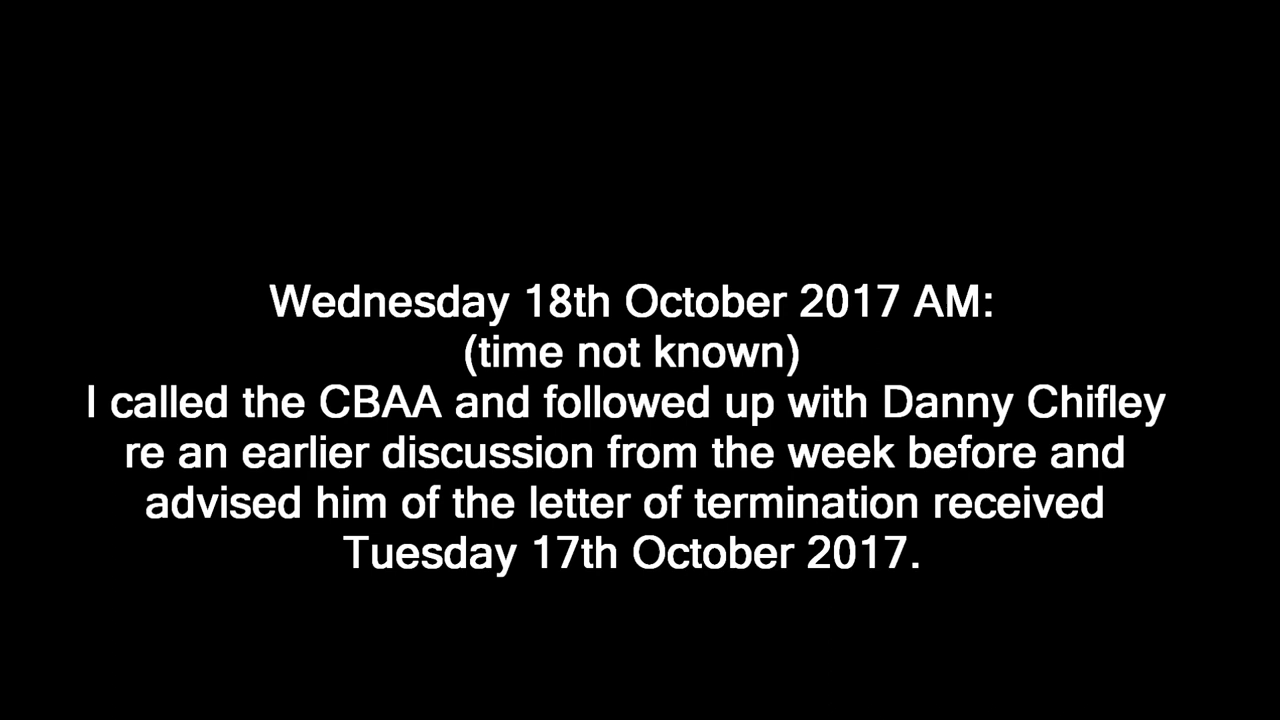 Wednesday 18th October 2017 AM:
(time not known)
I called the CBAA and followed up with Danny Chifley
re an earlier discussion from the week before and
advised him of the letter of termination received
Tuesday 17th October 2017.